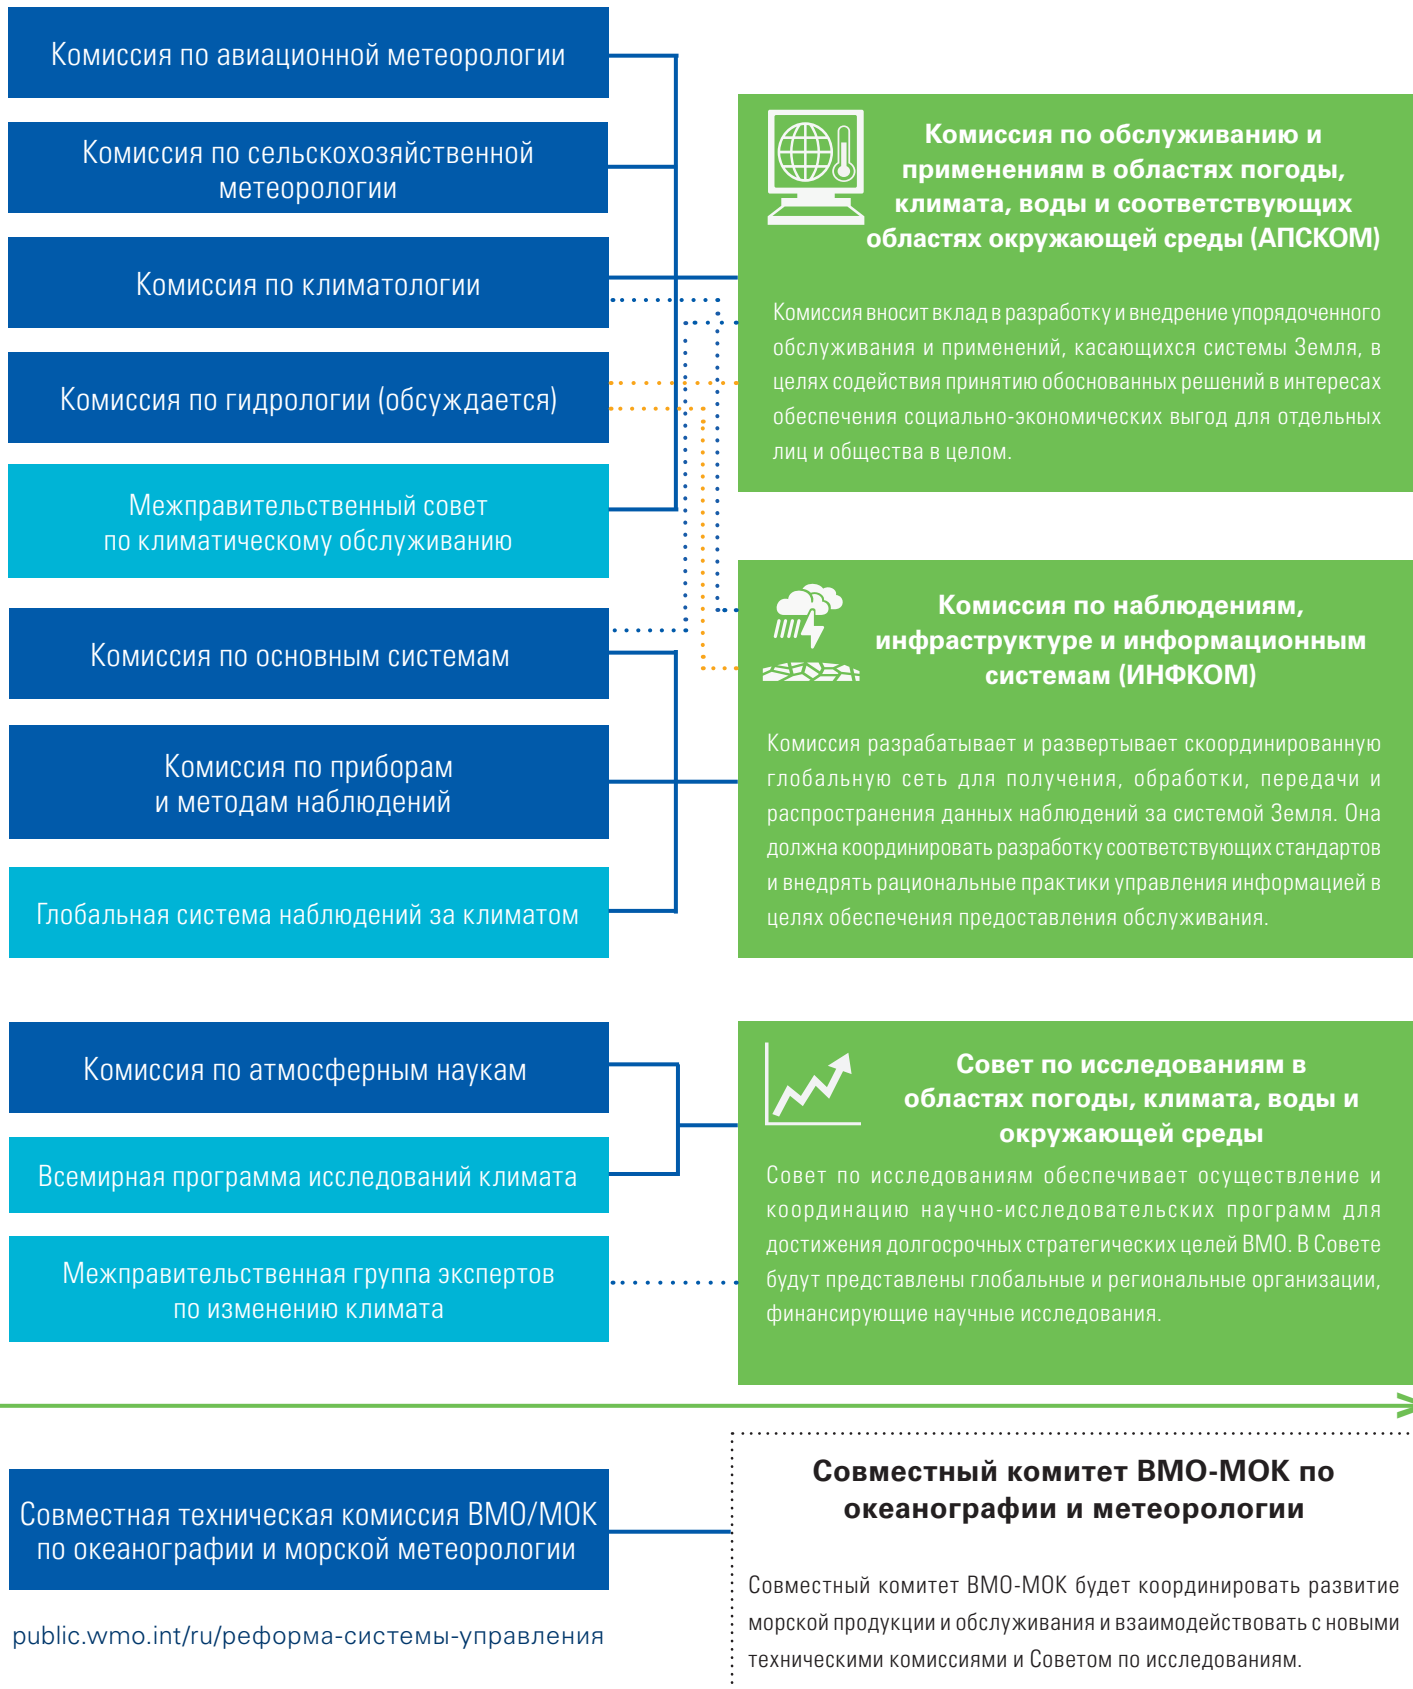 Комиссия по авиационной метеорологии
Комиссия по сельскохозяйственной
метеорологии
Комиссия по климатологии
Комиссия по гидрологии (обсуждается)
Межправительственный совет
по климатическому обслуживанию
Комиссия по обслуживанию и
применениям в областях погоды,
климата, воды и соответствующих
областях окружающей среды (АПСКОМ)
Комиссия вносит вклад в разработку и внедрение упорядоченного
обслуживания и применений, касающихся системы Земля, в
целях содействия принятию обоснованных решений в интересах
обеспечения социально-экономических выгод для отдельных
лиц и общества в целом.
Комиссия по основным системам
Комиссия по приборам
и методам наблюдений
Глобальная система наблюдений за климатом
Комиссия по наблюдениям,
инфраструктуре и информационным
системам (ИНФКОМ)
Комиссия разрабатывает и развертывает скоординированную
глобальную сеть для получения, обработки, передачи и
распространения данных наблюдений за системой Земля. Она
должна координировать разработку соответствующих стандартов
и внедрять рациональные практики управления информацией в
целях обеспечения предоставления обслуживания.
Комиссия по атмосферным наукам
Всемирная программа исследований климата
Межправительственная группа экспертов
по изменению климата
Совет по исследованиям в
областях погоды, климата, воды и
окружающей среды
Совет по исследованиям обеспечивает осуществление и
координацию научно-исследовательских программ для
достижения долгосрочных стратегических целей ВМО. В Совете
будут представлены глобальные и региональные организации,
финансирующие научные исследования.
Совместная техническая комиссия ВМО/МОК
по океанографии и морской метеорологии
public.wmo.int/ru/реформа-системы-управления
Совместный комитет ВМО-МОК по
океанографии и метеорологии
Совместный комитет ВМО-МОК будет координировать развитие
морской продукции и обслуживания и взаимодействовать с новыми
техническими комиссиями и Советом по исследованиям.